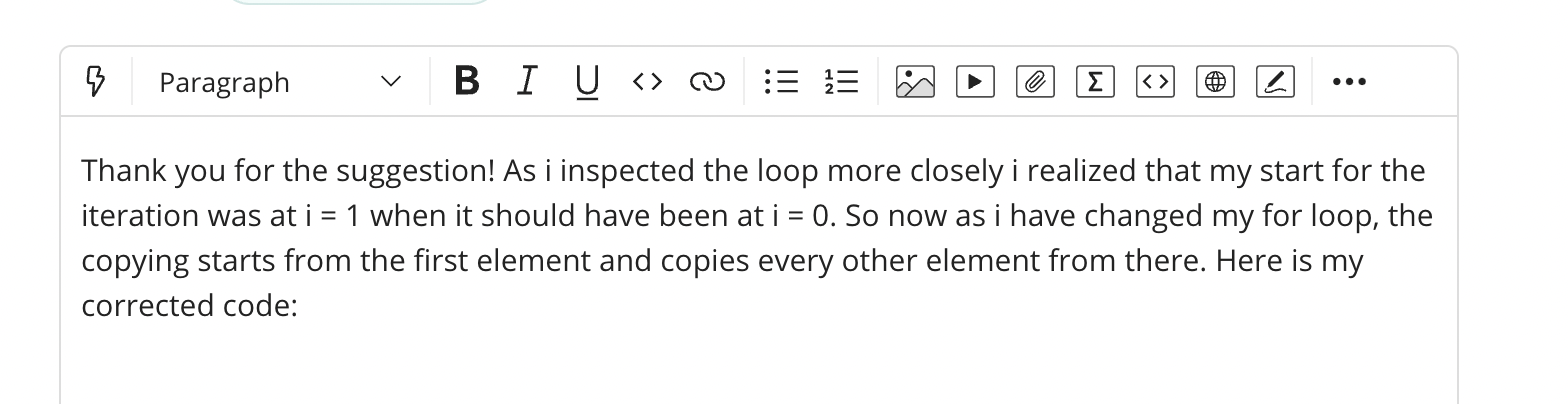 Paragraph B I U
Thank you for the suggestion! As i inspected the loop more closely i realized that my start for the
iteration was at i = 1 when it should have been at i = 0. So now as i have changed my for loop, the
copying starts from the first element and copies every other element from there. Here is my
corrected code: